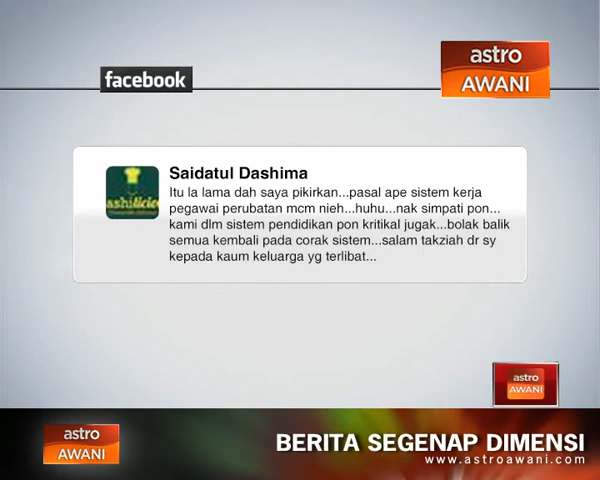 astro
AWANI
facebook
Saidatul Dashima
Itu la lama dah saya pikirkan...pasal ape sistem kerja
pegawai perubatan mcm nieh...huhu...nak simpati pon...
kami dlm sistem pendidikan pon kritikal jugak...bolak balik
semua kembali pada corak sistem...salam takziah dr sy
kepada kaum keluarga yg terlibat...
astro
AWANI
astro
AWANI
BERITA SEGENAP DIMENSI
www.astroawani.com